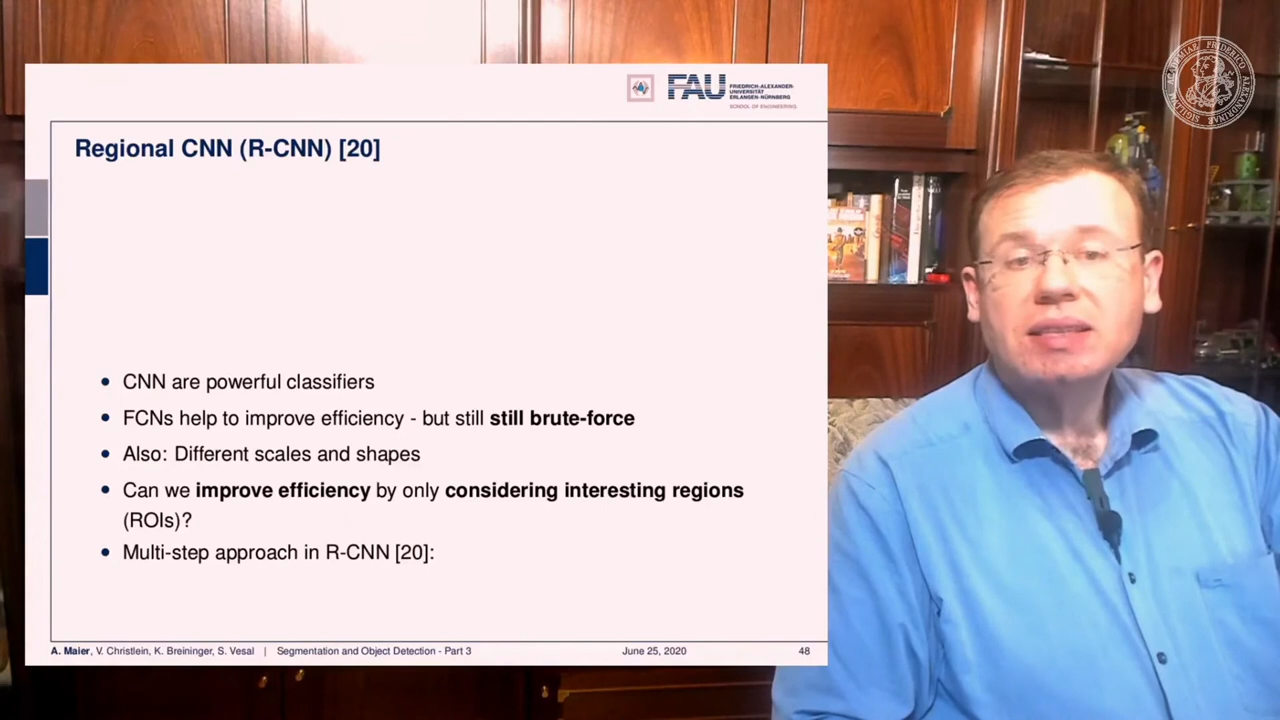 FAU
FRIEDRICH-ALEXANDER-
UNIVERSITÄT
ERLANGEN-NÜRNBERG
SCHOOL OF ENGINEERING
Regional CNN (R-CNN) [20]
• CNN are powerful classifiers
• FCNs help to improve efficiency - but still still brute-force
• Also: Different scales and shapes
• Can we improve efficiency by only considering interesting regions
(ROIs)?
• Multi-step approach in R-CNN [20]:
A. Maier, V. Christlein, K. Breininger, S. Vesal | Segmentation and Object Detection - Part 3 June 25, 2020 48